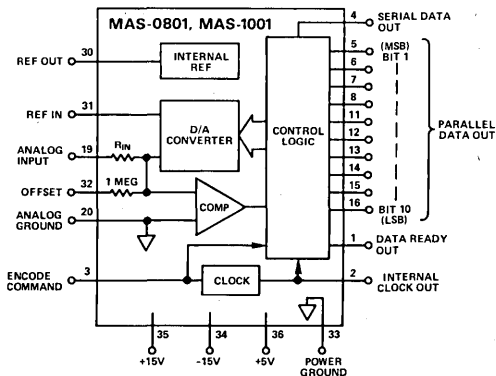 MAS-0801, MAS-1001
4
SERIAL DATA
OUT
REF OUT
30
INTERNAL
REF
5
(MSB)
BIT 1
6
7
8
11
12
13
14
15
16
BIT 10
(LSB)
PARALLEL
DATA OUT
REF IN
31
D/A
CONVERTER
CONTROL
LOGIC
ANALOG
INPUT
19
RIN
OFFSET
32
1 MEG
COMP
ANALOG
GROUND
20
1
DATA READY
OUT
ENCODE
COMMAND
3
CLOCK
2
INTERNAL
CLOCK OUT
35
34
36
33
+15V
-15V
+5V
POWER
GROUND